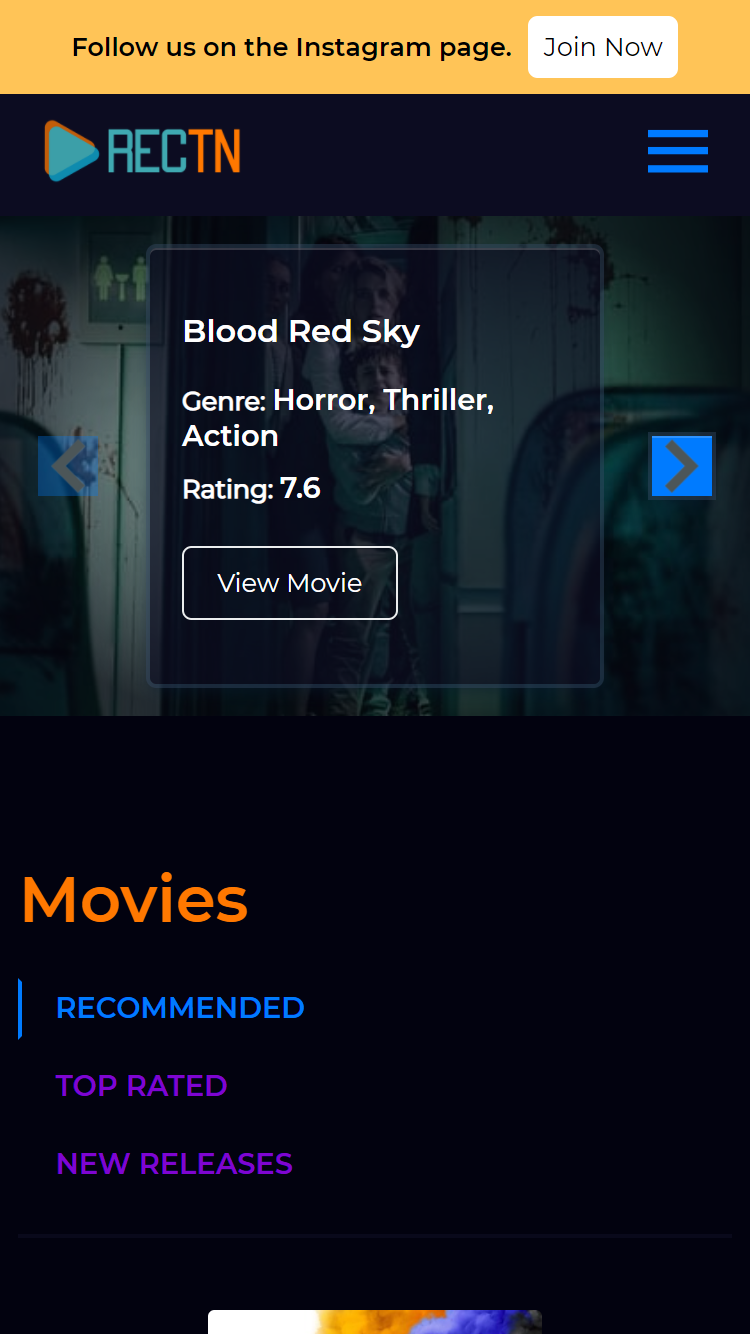 Follow us on the Instagram page.
Join Now
RECTN
Blood Red Sky
Genre: Horror, Thriller,
Action
Rating: 7.6
View Movie
Movies
RECOMMENDED
TOP RATED
NEW RELEASES